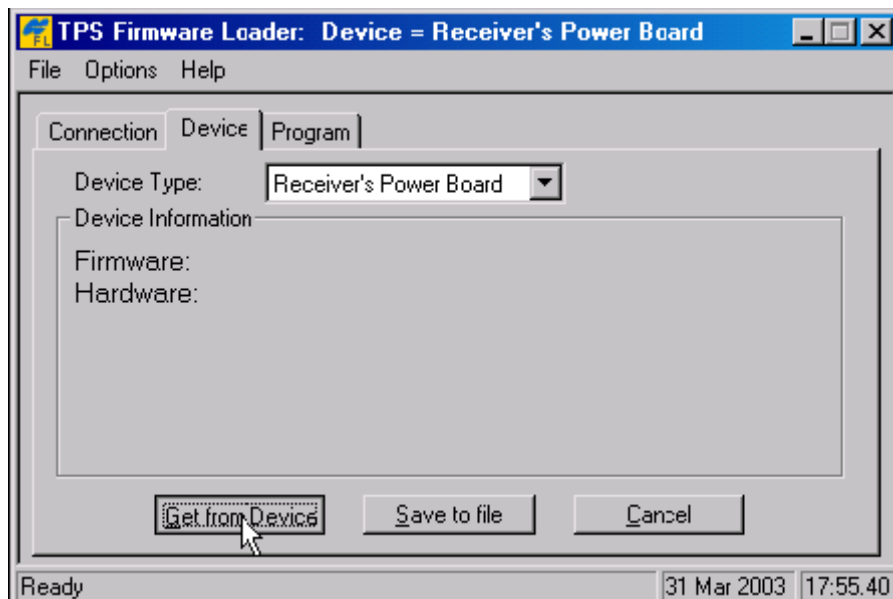 TPS Firmware Loader:  Device = Receiver's Power Board
File Options Help
Connection Device Program
Device Type: Receiver's Power Board
Device Information
Firmware:
Hardware:
Get from Device Save to file Cancel
Ready 31 Mar 2003 17:55.40